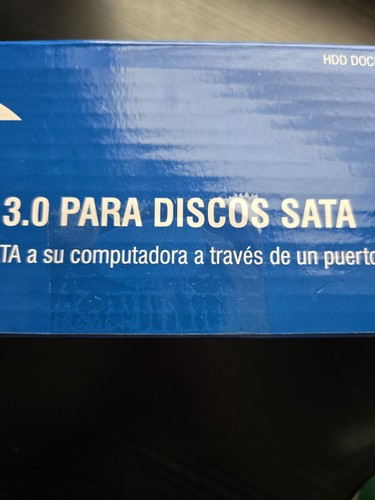 HDD DOC
3.0 PARA DISCOS SATA
TA a su computadora a través de un puerto